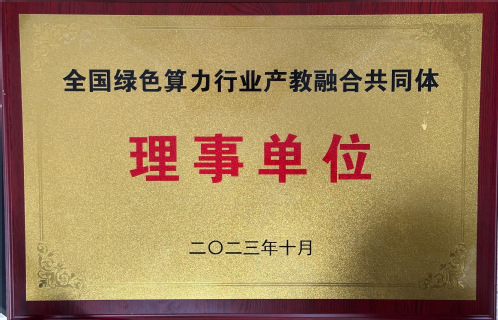 全国绿色算力行业产教融合共同体
理事单位
二〇二三年十月